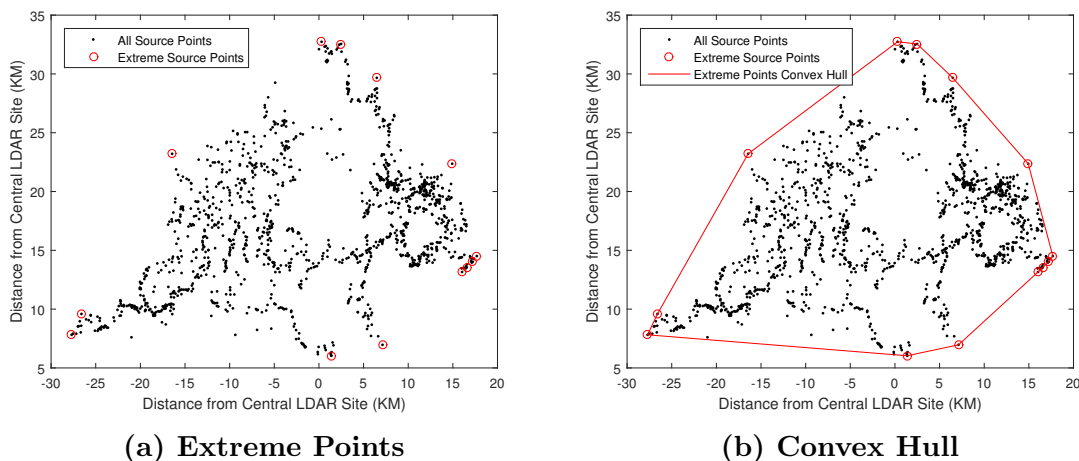 35
30
25
20
15
10
5
-30 -25 -20 -15 -10 -5 0 5 10 15 20
Distance from Central LDAR Site (KM)
Distance from Central LDAR Site (KM)
All Source Points
Extreme Source Points
(a) Extreme Points
35
30
25
20
15
10
5
-30 -25 -20 -15 -10 -5 0 5 10 15 20
Distance from Central LDAR Site (KM)
Distance from Central LDAR Site (KM)
All Source Points
Extreme Source Points
Extreme Points Convex Hull
(b) Convex Hull